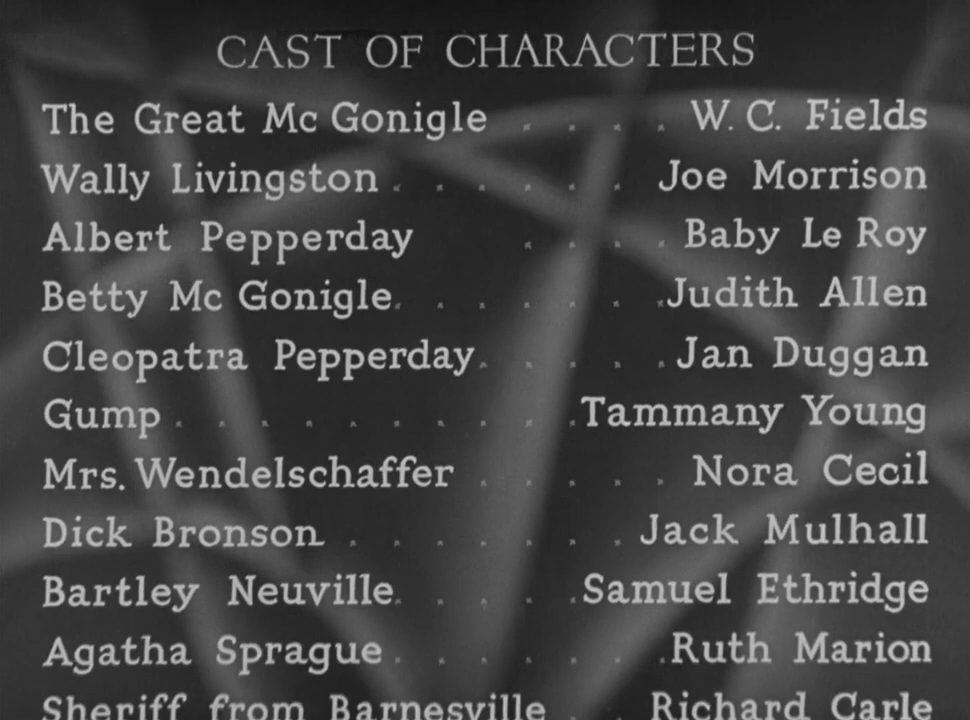 CAST OF CHARACTERS
The Great Mc Gonigle . . . . W. C. Fields
Wally Livingston . . . . . . Joe Morrison
Albert Pepperday . . . . Baby Le Roy
Betty Mc Gonigle . . . . . . . Judith Allen
Cleopatra Pepperday . . . . . Jan Duggan
Gump . . . . . . . . . . Tammany Young
Mrs. Wendelschaffer . . . . . Nora Cecil
Dick Bronson . . . . . . . Jack Mulhall
Bartley Neuville . . . . . Samuel Ethridge
Agatha Sprague . . . . . . . Ruth Marion
Sheriff from Barnesville . . Richard Carle